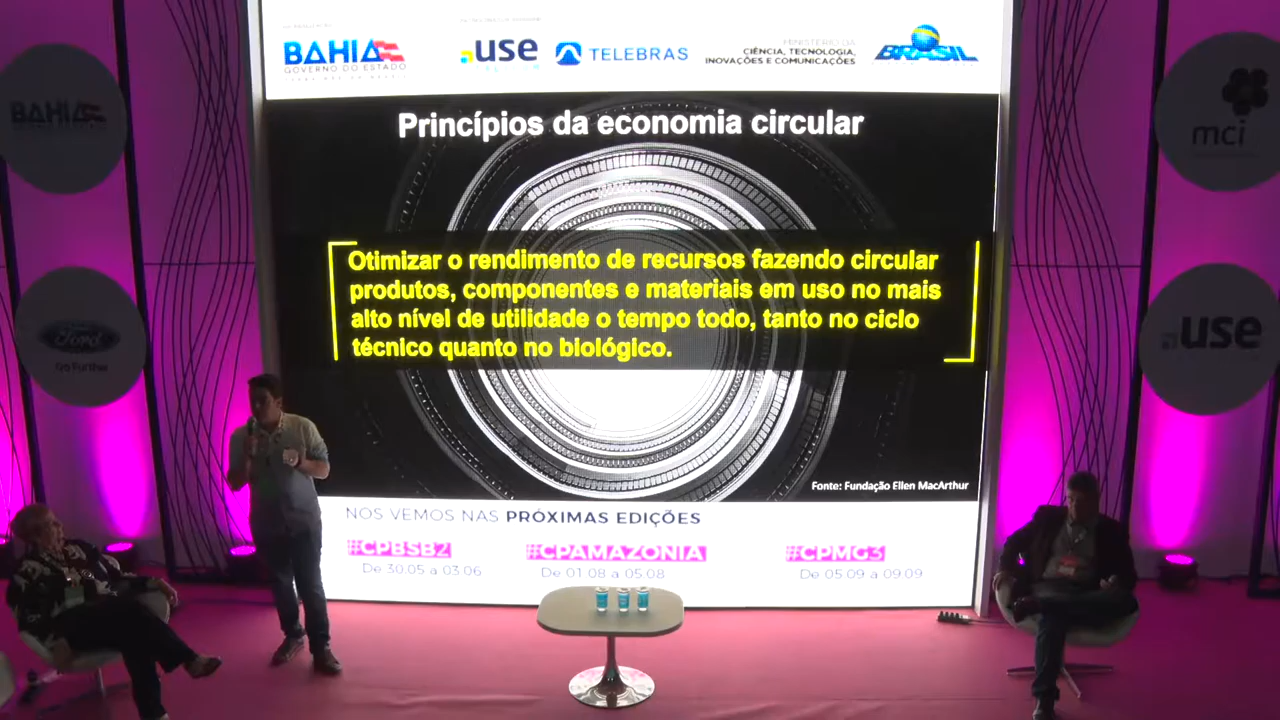 BAHIA
GOVERNO DO ESTADO
use
TELEBRAS
MINISTÉRIO DA
CIÊNCIA, TECNOLOGIA,
INOVAÇÕES E COMUNICAÇÕES
BRASIL
Princípios da economia circular
Otimizar o rendimento de recursos fazendo circular
produtos, componentes e materiais em uso no mais
alto nível de utilidade o tempo todo, tanto no ciclo
técnico quanto no biológico.
Fonte: Fundação Ellen MacArthur
NOS VEMOS NAS PRÓXIMAS EDIÇÕES
#CPBSB2
De 30.05 a 03.06
#CPAMAZONIA
De 01.08 a 05.08
#CPMG3
De 05.09 a 09.09
BAHIA
Ford
Go Further
mci
use